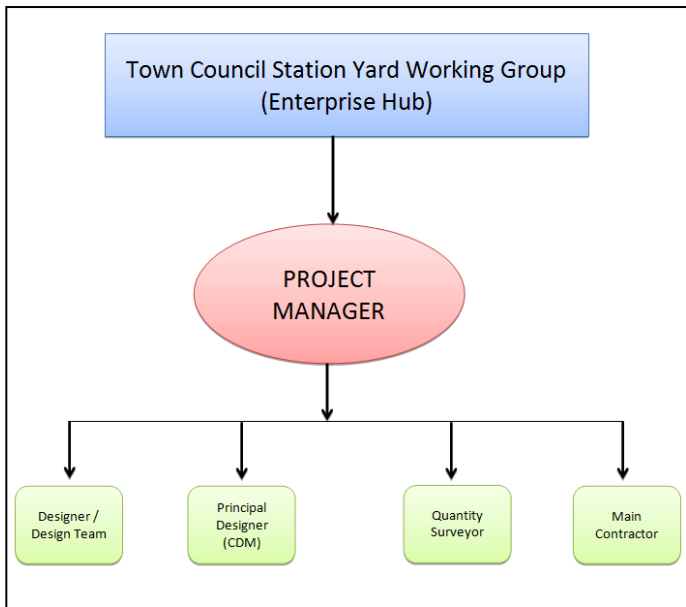 Town Council Station Yard Working Group
(Enterprise Hub)
PROJECT
MANAGER
Designer /
Design Team
Principal
Designer
(CDM)
Quantity
Surveyor
Main
Contractor